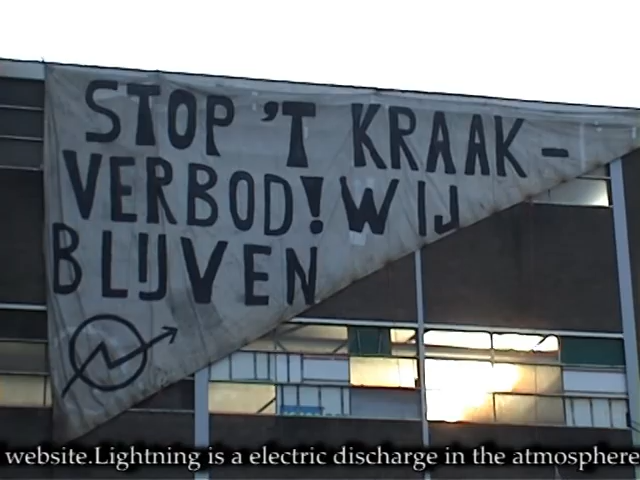 STOP 'T KRAAK-
VERBOD! WIJ
BLIJVEN
website.Lightning is a electric discharge in the atmosphere